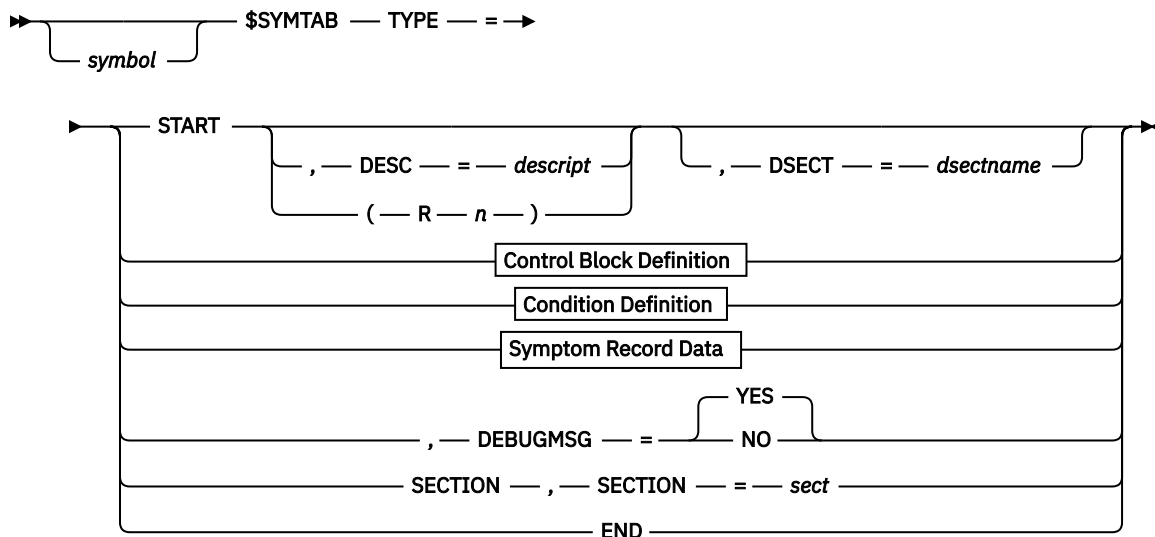 $SYMTAB TYPE =
symbol
START
, DESC = descript , DSECT = dsectname
( R n )
Control Block Definition
Condition Definition
Symptom Record Data
YES
, DEBUGMSG = NO
SECTION , SECTION = sect
END